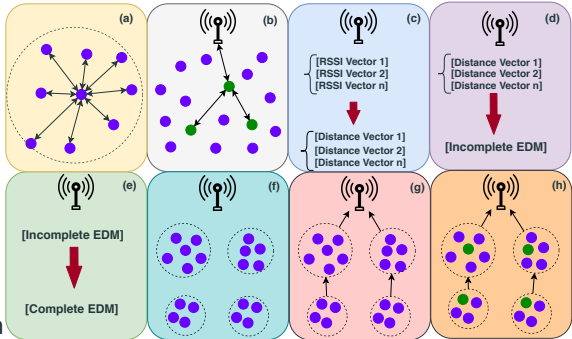 (a)
(b)
(c)
[RSSI Vector 1]
[RSSI Vector 2]
[RSSI Vector n]
[Distance Vector 1]
[Distance Vector 2]
[Distance Vector n]
(d)
[Distance Vector 1]
[Distance Vector 2]
[Distance Vector n]
[Incomplete EDM]
(e)
[Incomplete EDM]
[Complete EDM]
(f)
(g)
(h)